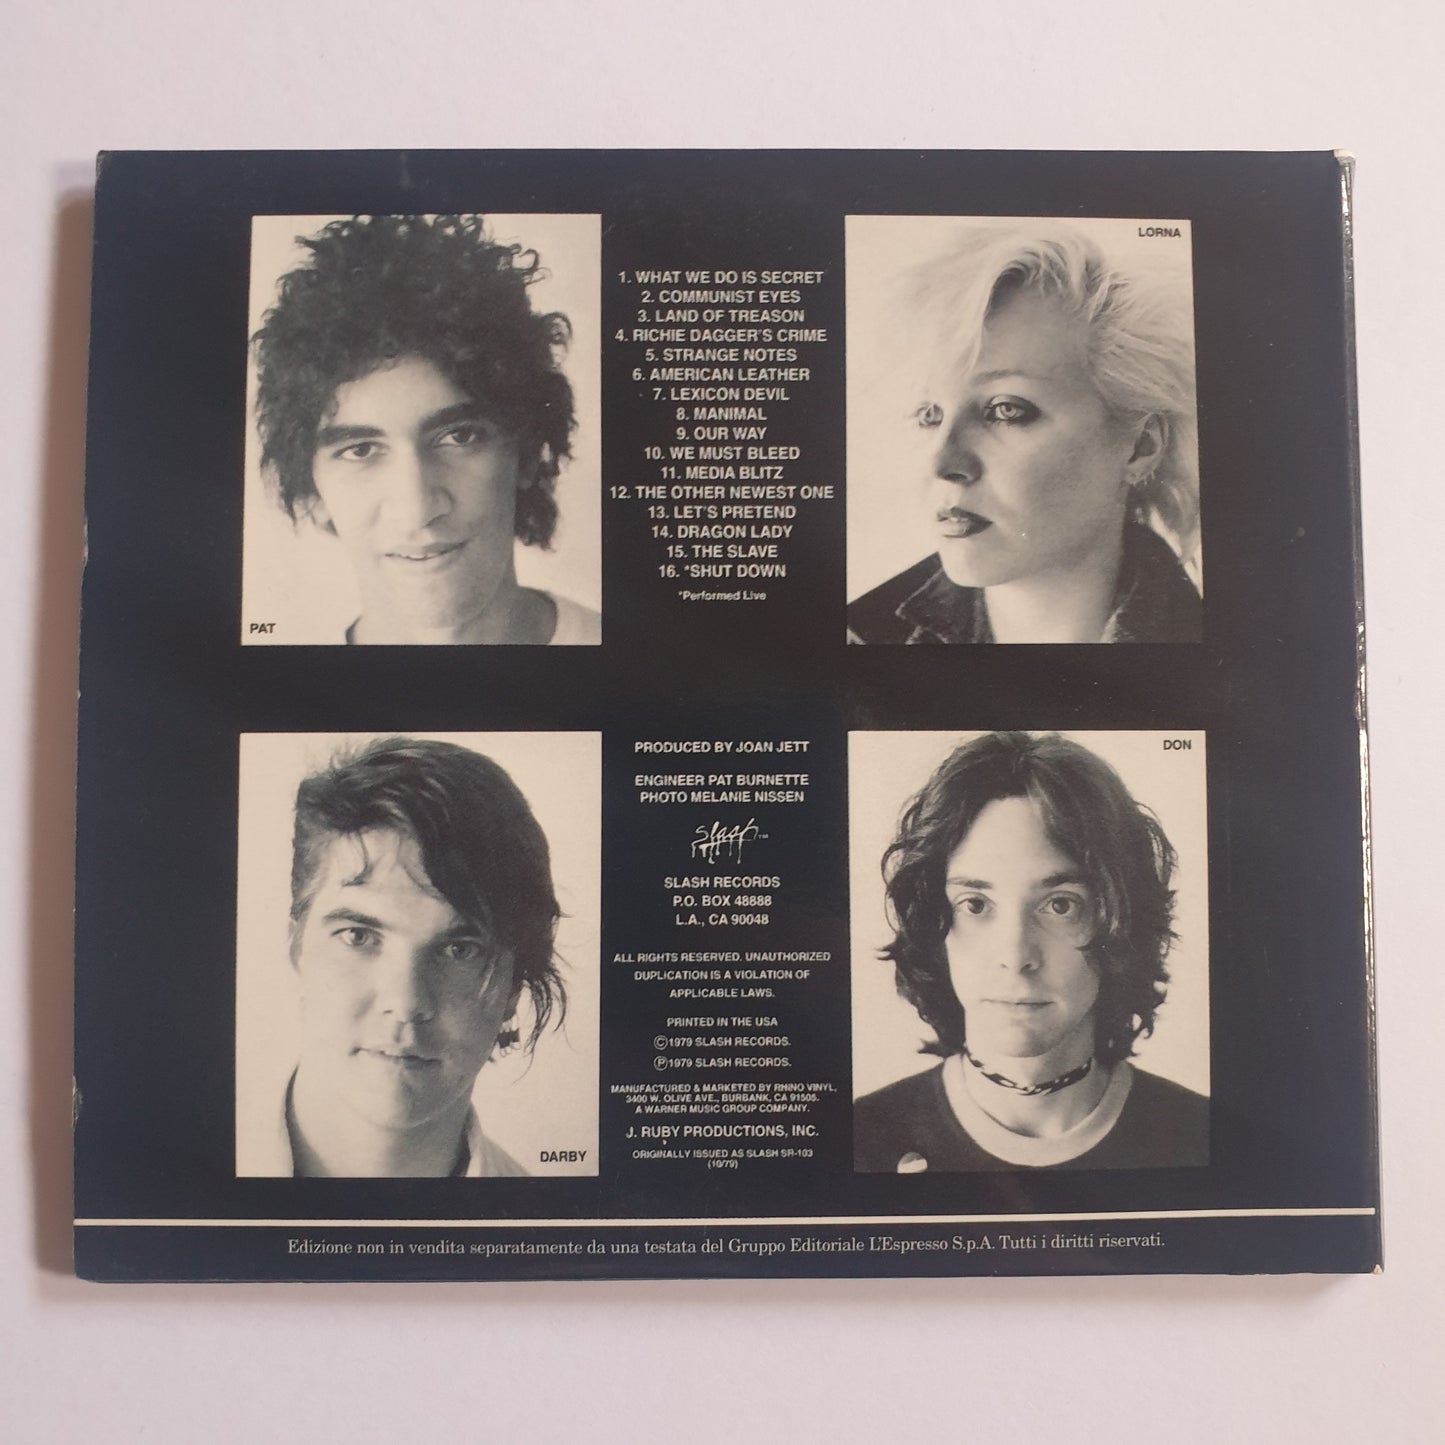 LORNA
1. WHAT WE DO IS SECRET
2. COMMUNIST EYES
3. LAND OF TREASON
4. RICHIE DAGGER'S CRIME
5. STRANGE NOTES
6. AMERICAN LEATHER
7. LEXICON DEVIL
8. MANIMAL
9. OUR WAY
10. WE MUST BLEED
11. MEDIA BLITZ
12. THE OTHER NEWEST ONE
13. LET'S PRETEND
14. DRAGON LADY
15. THE SLAVE
16. *SHUT DOWN
*Performed Live
PAT
DON
PRODUCED BY JOAN JETT
ENGINEER PAT BURNETTE
PHOTO MELANIE NISSEN
slash™
SLASH RECORDS
P.O. BOX 48888
L.A., CA 90048
ALL RIGHTS RESERVED. UNAUTHORIZED
DUPLICATION IS A VIOLATION OF
APPLICABLE LAWS.
PRINTED IN THE USA
Ⓒ1979 SLASH RECORDS.
Ⓟ1979 SLASH RECORDS.
MANUFACTURED & MARKETED BY RHINO VINYL,
3400 W. OLIVE AVE., BURBANK, CA 91505.
A WARNER MUSIC GROUP COMPANY.
J. RUBY PRODUCTIONS, INC.
ORIGINALLY ISSUED AS SLASH SR-103
(10/79)
DARBY
Edizione non in vendita separatamente da una testata del Gruppo Editoriale L'Espresso S.p.A. Tutti i diritti riservati.